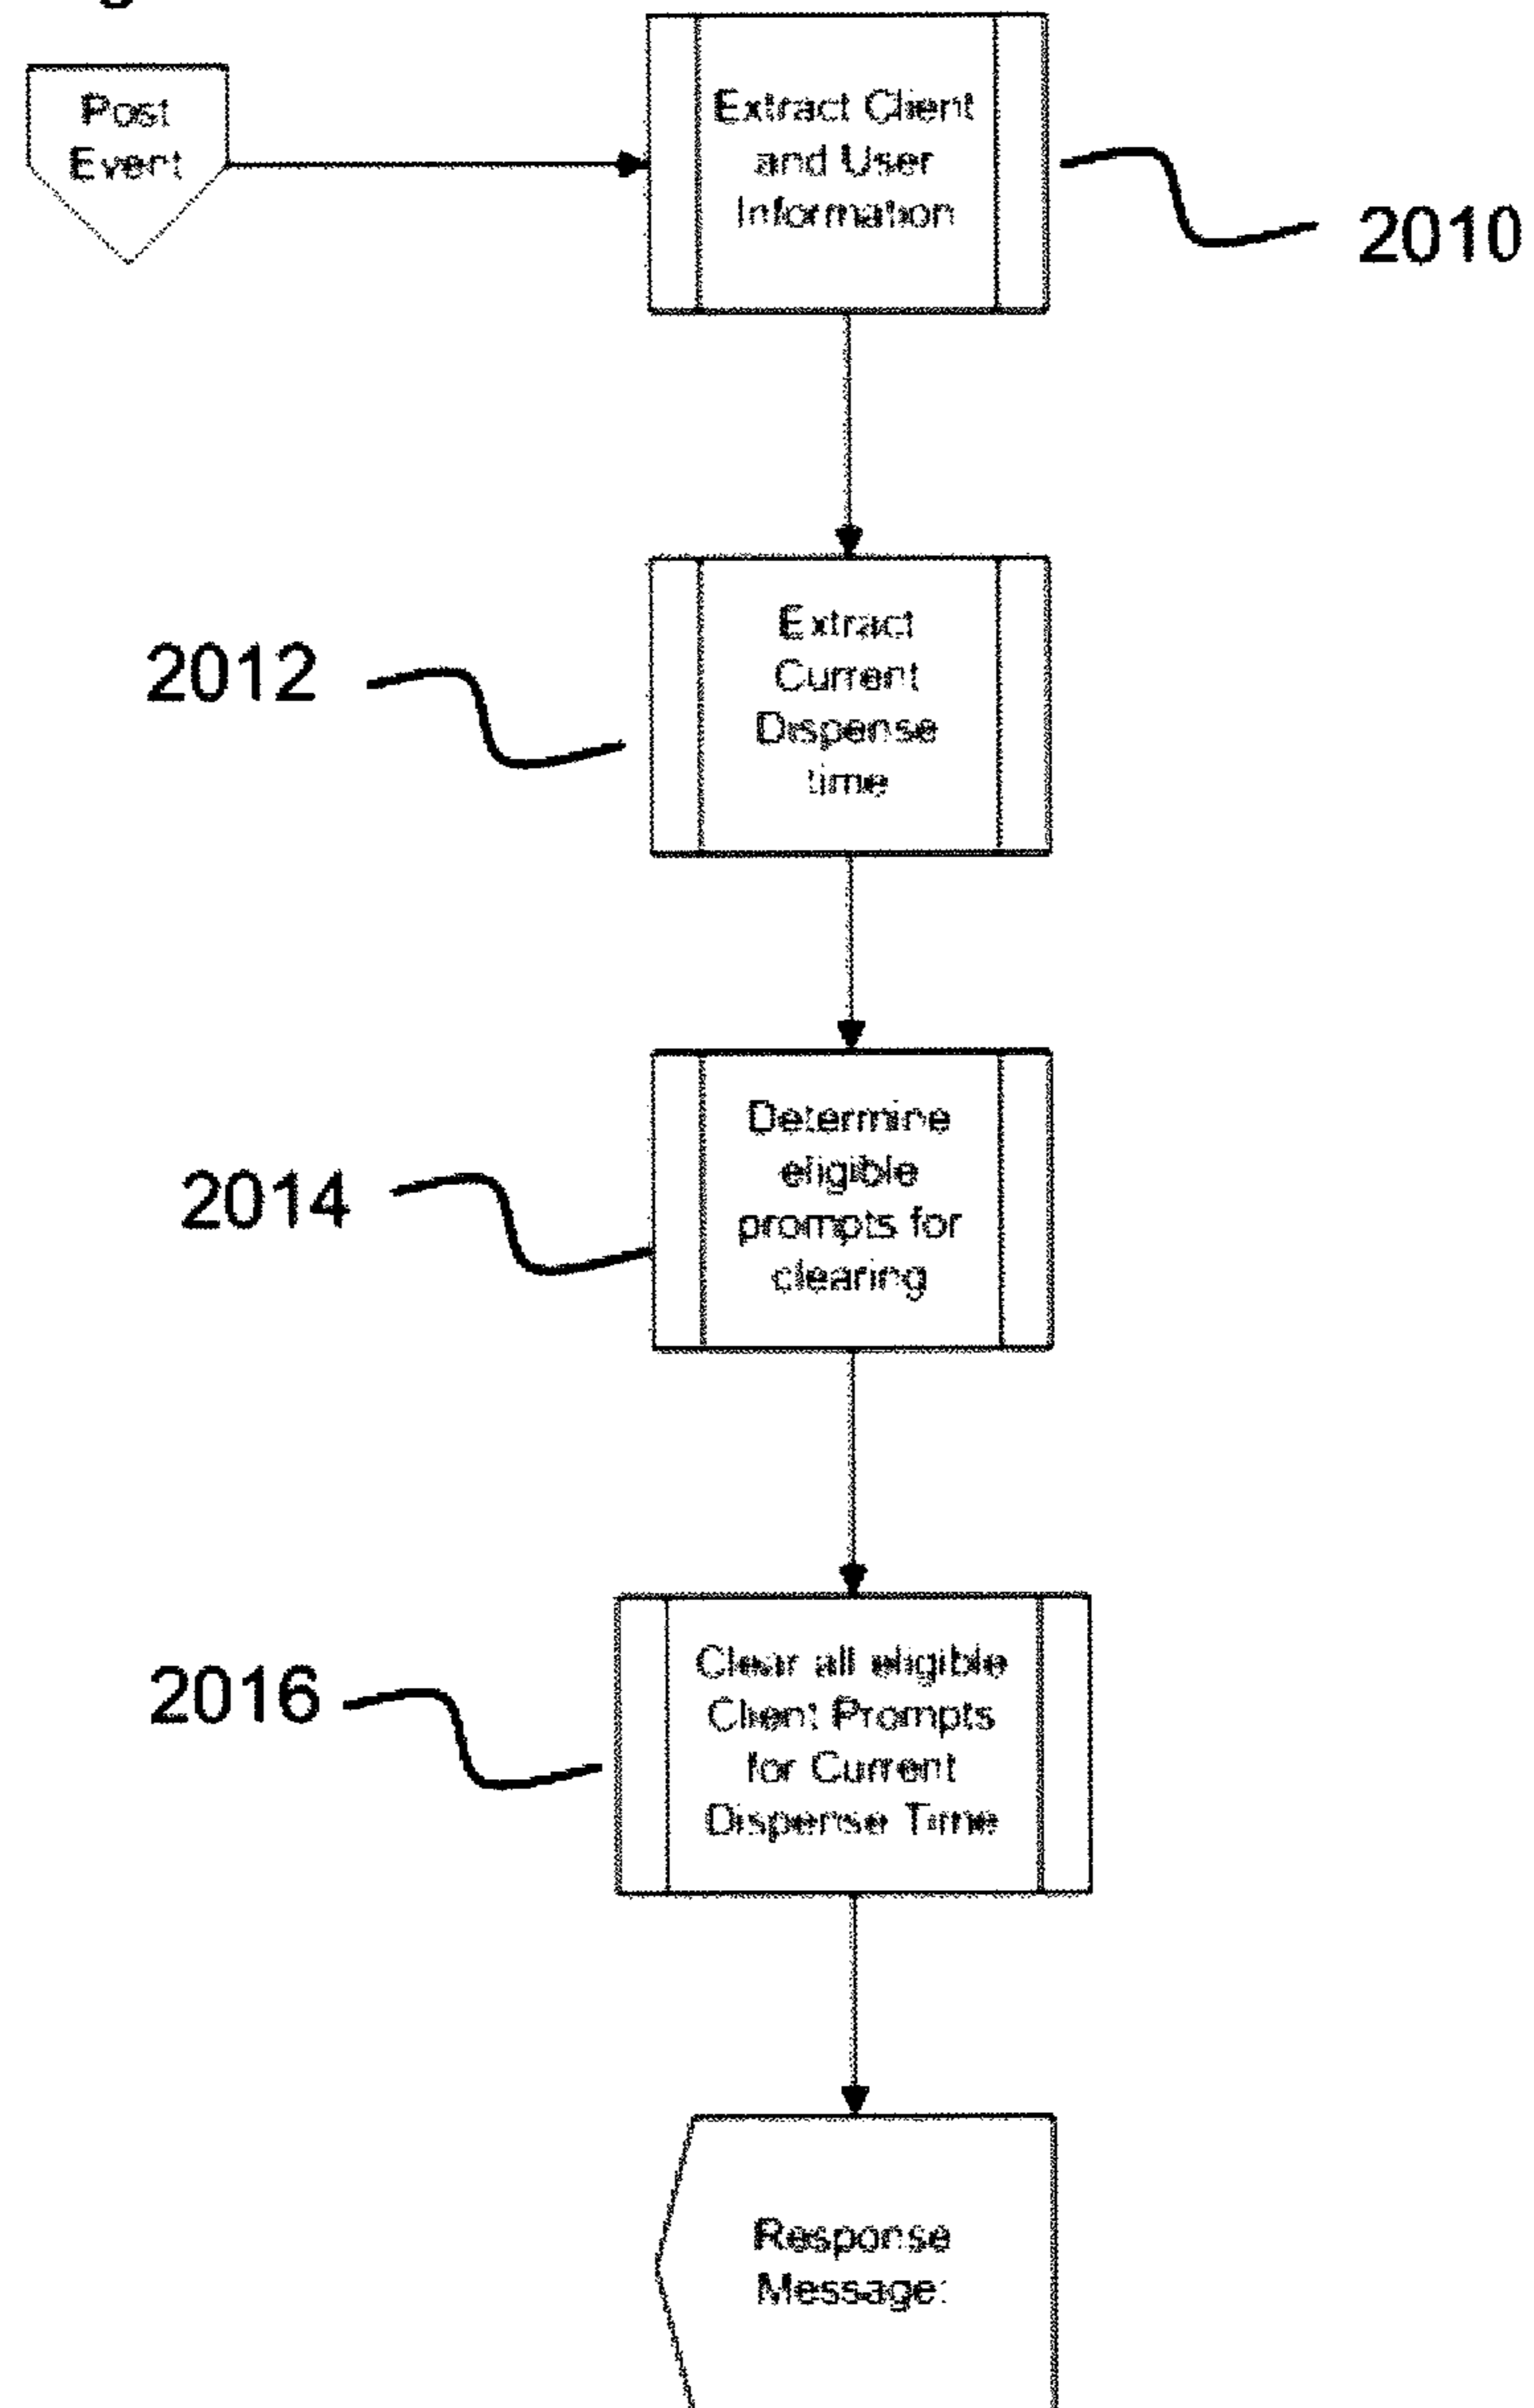 Post
Event
Extract Client
and User
Information
2010
2012
Extract
Current
Dispense
time
2014
Determine
eligible
prompts for
clearing
2016
Clear all eligible
Client Prompts
for Current
Dispense Time
Response
Message: